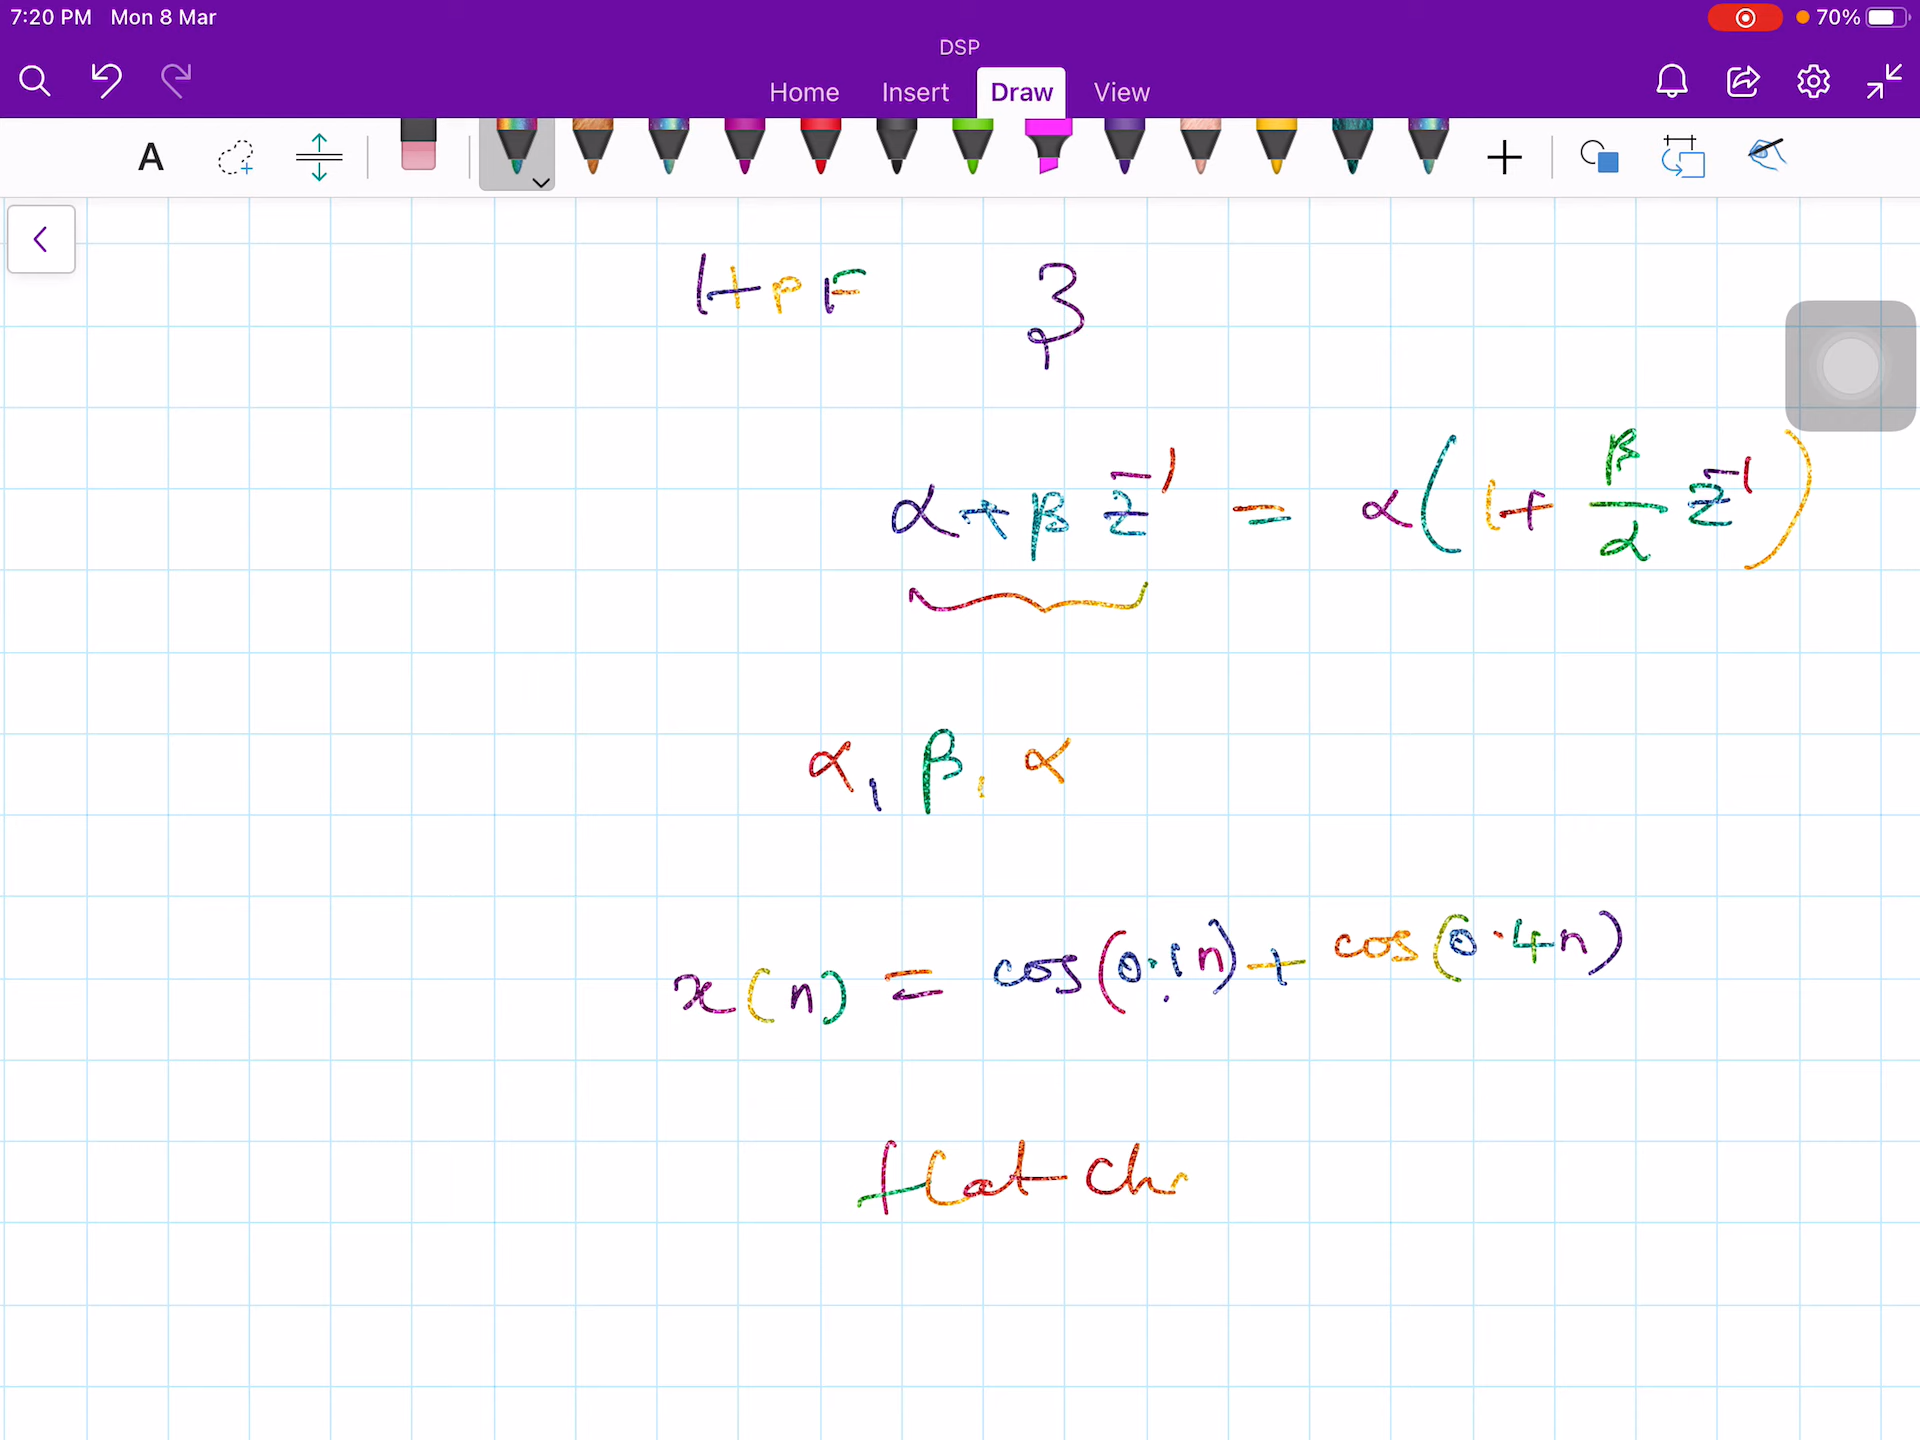 7:20 PM Mon 8 Mar 70%
DSP
Home Insert Draw View
A
HPF 3
α + β z⁻¹ = α(1 + β/α z⁻¹)
α, β, α
x(n) = cos(0.1n) + cos(0.4n)
flat